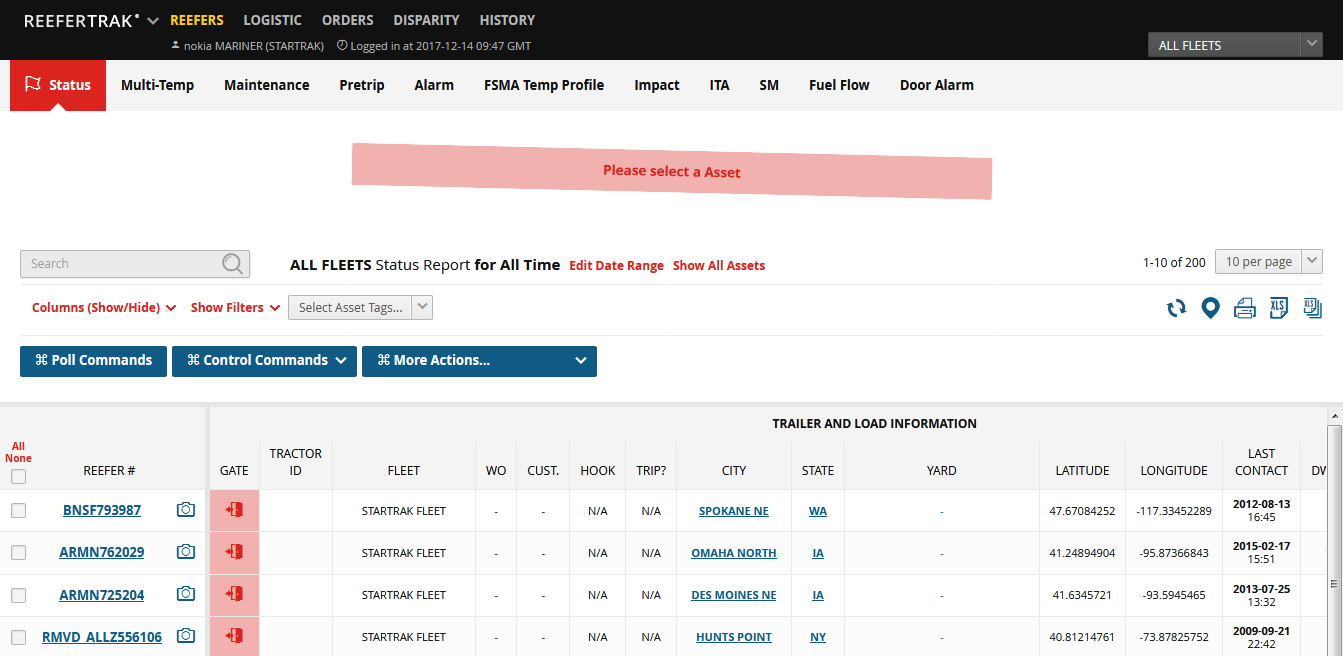 REEFERTRAK REEFERS LOGISTIC ORDERS DISPARITY HISTORY
nokia MARINER (STARTRAK) Logged in at 2017-12-14 09:47 GMT
ALL FLEETS
Status Multi-Temp Maintenance Pretrip Alarm FSMA Temp Profile Impact ITA SM Fuel Flow Door Alarm
Please select a Asset
Search ALL FLEETS Status Report for All Time Edit Date Range Show All Assets 1-10 of 200 10 per page
Columns (Show/Hide) Show Filters Select Asset Tags... XLS XLS
⌘ Poll Commands ⌘ Control Commands ⌘ More Actions...
TRAILER AND LOAD INFORMATION
All
None
REEFER # GATE TRACTOR ID FLEET WO CUST. HOOK TRIP? CITY STATE YARD LATITUDE LONGITUDE LAST CONTACT DW
BNSF793987 STARTRAK FLEET - - N/A N/A SPOKANE NE WA - 47.67084252 -117.33452289 2012-08-13 16:45
ARMN762029 STARTRAK FLEET - - N/A N/A OMAHA NORTH IA - 41.24894904 -95.87366843 2015-02-17 15:51
ARMN725204 STARTRAK FLEET - - N/A N/A DES MOINES NE IA - 41.6345721 -93.5945465 2013-07-25 13:32
RMVD_ALLZ556106 STARTRAK FLEET - - N/A N/A HUNTS POINT NY - 40.81214761 -73.87825752 2009-09-21 22:42